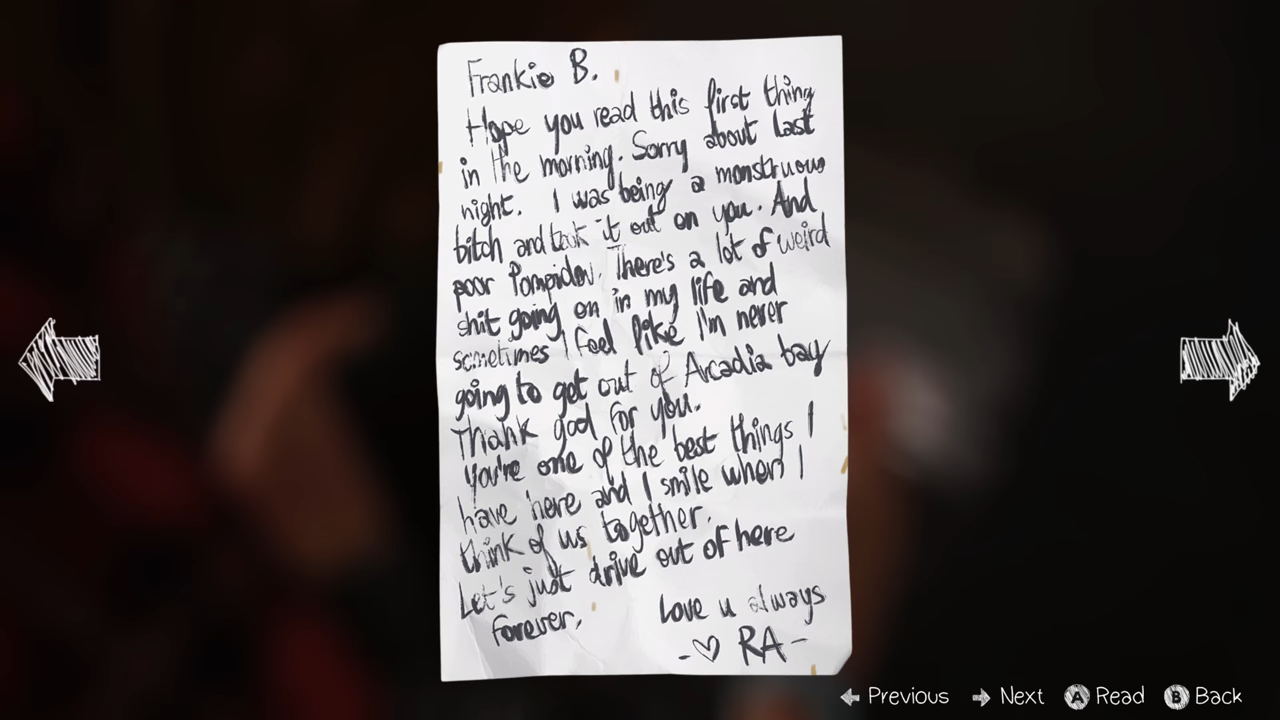 Frankie B.
Hope you read this first thing
in the morning. Sorry about last
night. I was being a monstruous
bitch and took it out on you. And
poor Pompidou. There's a lot of weird
shit going on in my life and
sometimes I feel like I'm never
going to get out of Arcadia bay
Thank god for you.
You're one of the best things I
have here and I smile when I
think of us together.
Let's just drive out of here
forever.
Love u always
-♡ RA-
Previous
Next
A Read
B Back